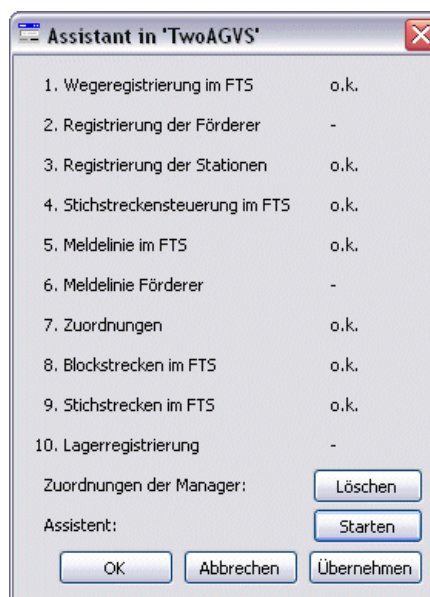 Assistant in 'TwoAGVS'
1. Wegeregistrierung im FTS o.k.
2. Registrierung der Förderer -
3. Registrierung der Stationen o.k.
4. Stichstreckensteuerung im FTS o.k.
5. Meldelinie im FTS o.k.
6. Meldelinie Förderer -
7. Zuordnungen o.k.
8. Blockstrecken im FTS o.k.
9. Stichstrecken im FTS o.k.
10. Lagerregistrierung -
Zuordnungen der Manager: Löschen
Assistent: Starten
OK Abbrechen Übernehmen